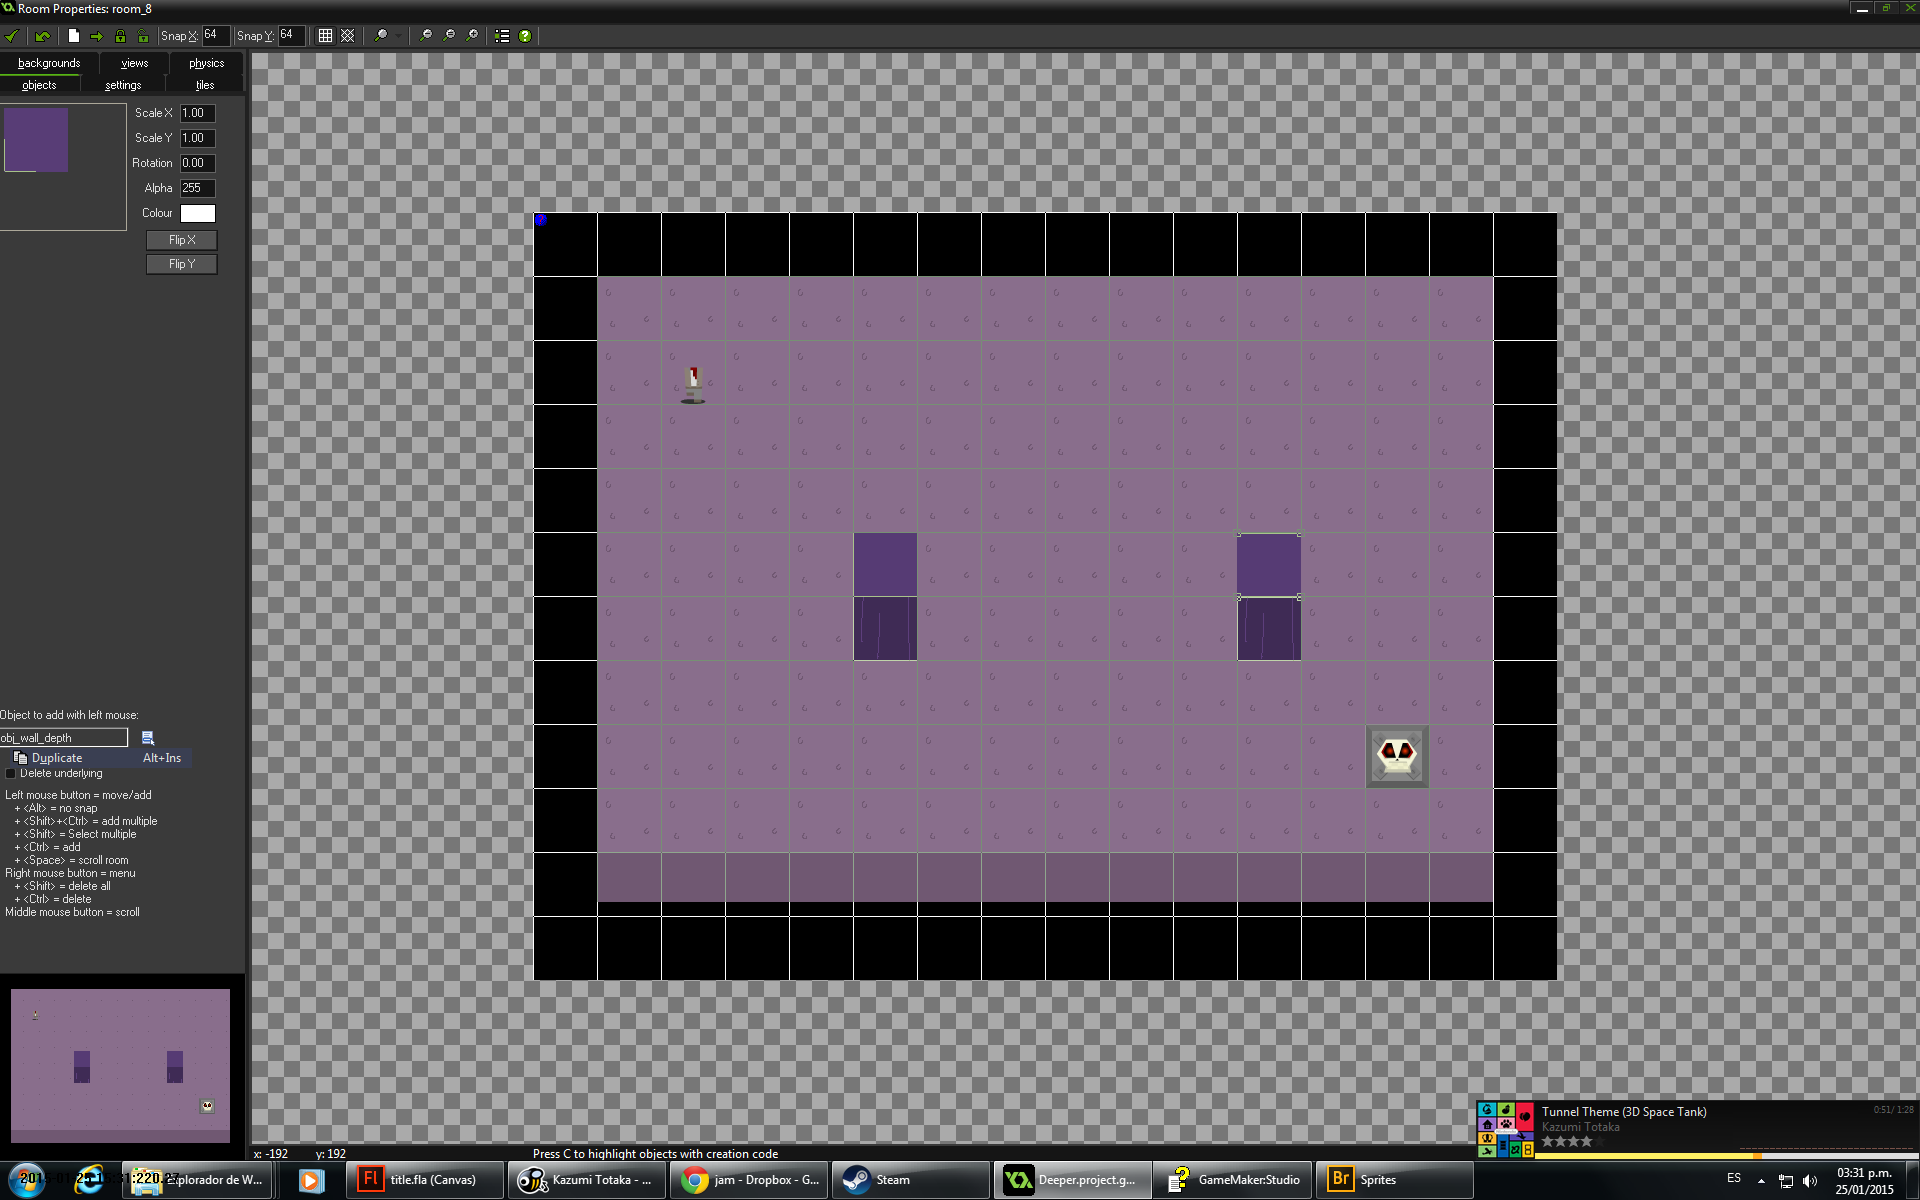 Room Properties: room_8
Snap X: 64 Snap Y: 64
backgrounds views physics
objects settings tiles
Scale X 1.00
Scale Y 1.00
Rotation 0.00
Alpha 255
Colour
Flip X
Flip Y
Object to add with left mouse:
obj_wall_depth
Duplicate Alt+Ins
Delete underlying
Left mouse button = move/add
+ <Alt> = no snap
+ <Shift>+<Ctrl> = add multiple
+ <Shift> = Select multiple
+ <Ctrl> = add
+ <Space> = scroll room
Right mouse button = menu
+ <Shift> = delete all
+ <Ctrl> = delete
Middle mouse button = scroll
x: -192 y: 192 Press C to highlight objects with creation code
Tunnel Theme (3D Space Tank) 0:51/ 1:28
Kazumi Totaka
Explorador de W...
Fl title.fla (Canvas)
Kazumi Totaka - ...
jam - Dropbox - G...
Steam
Deeper.project.g...
GameMaker:Studio
Br Sprites
ES
03:31 p.m.
25/01/2015